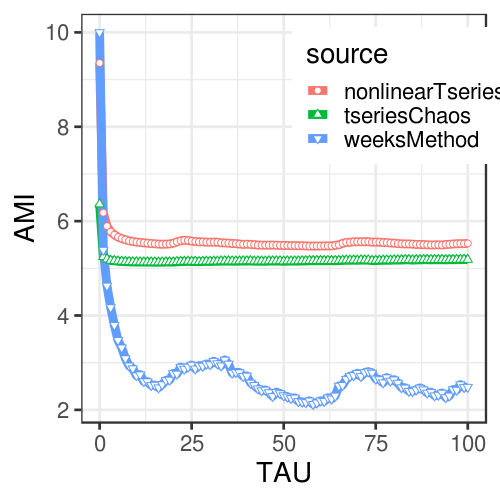 10
8
6
4
2
AMI
source
nonlinearTseries
tseriesChaos
weeksMethod
0 25 50 75 100
TAU